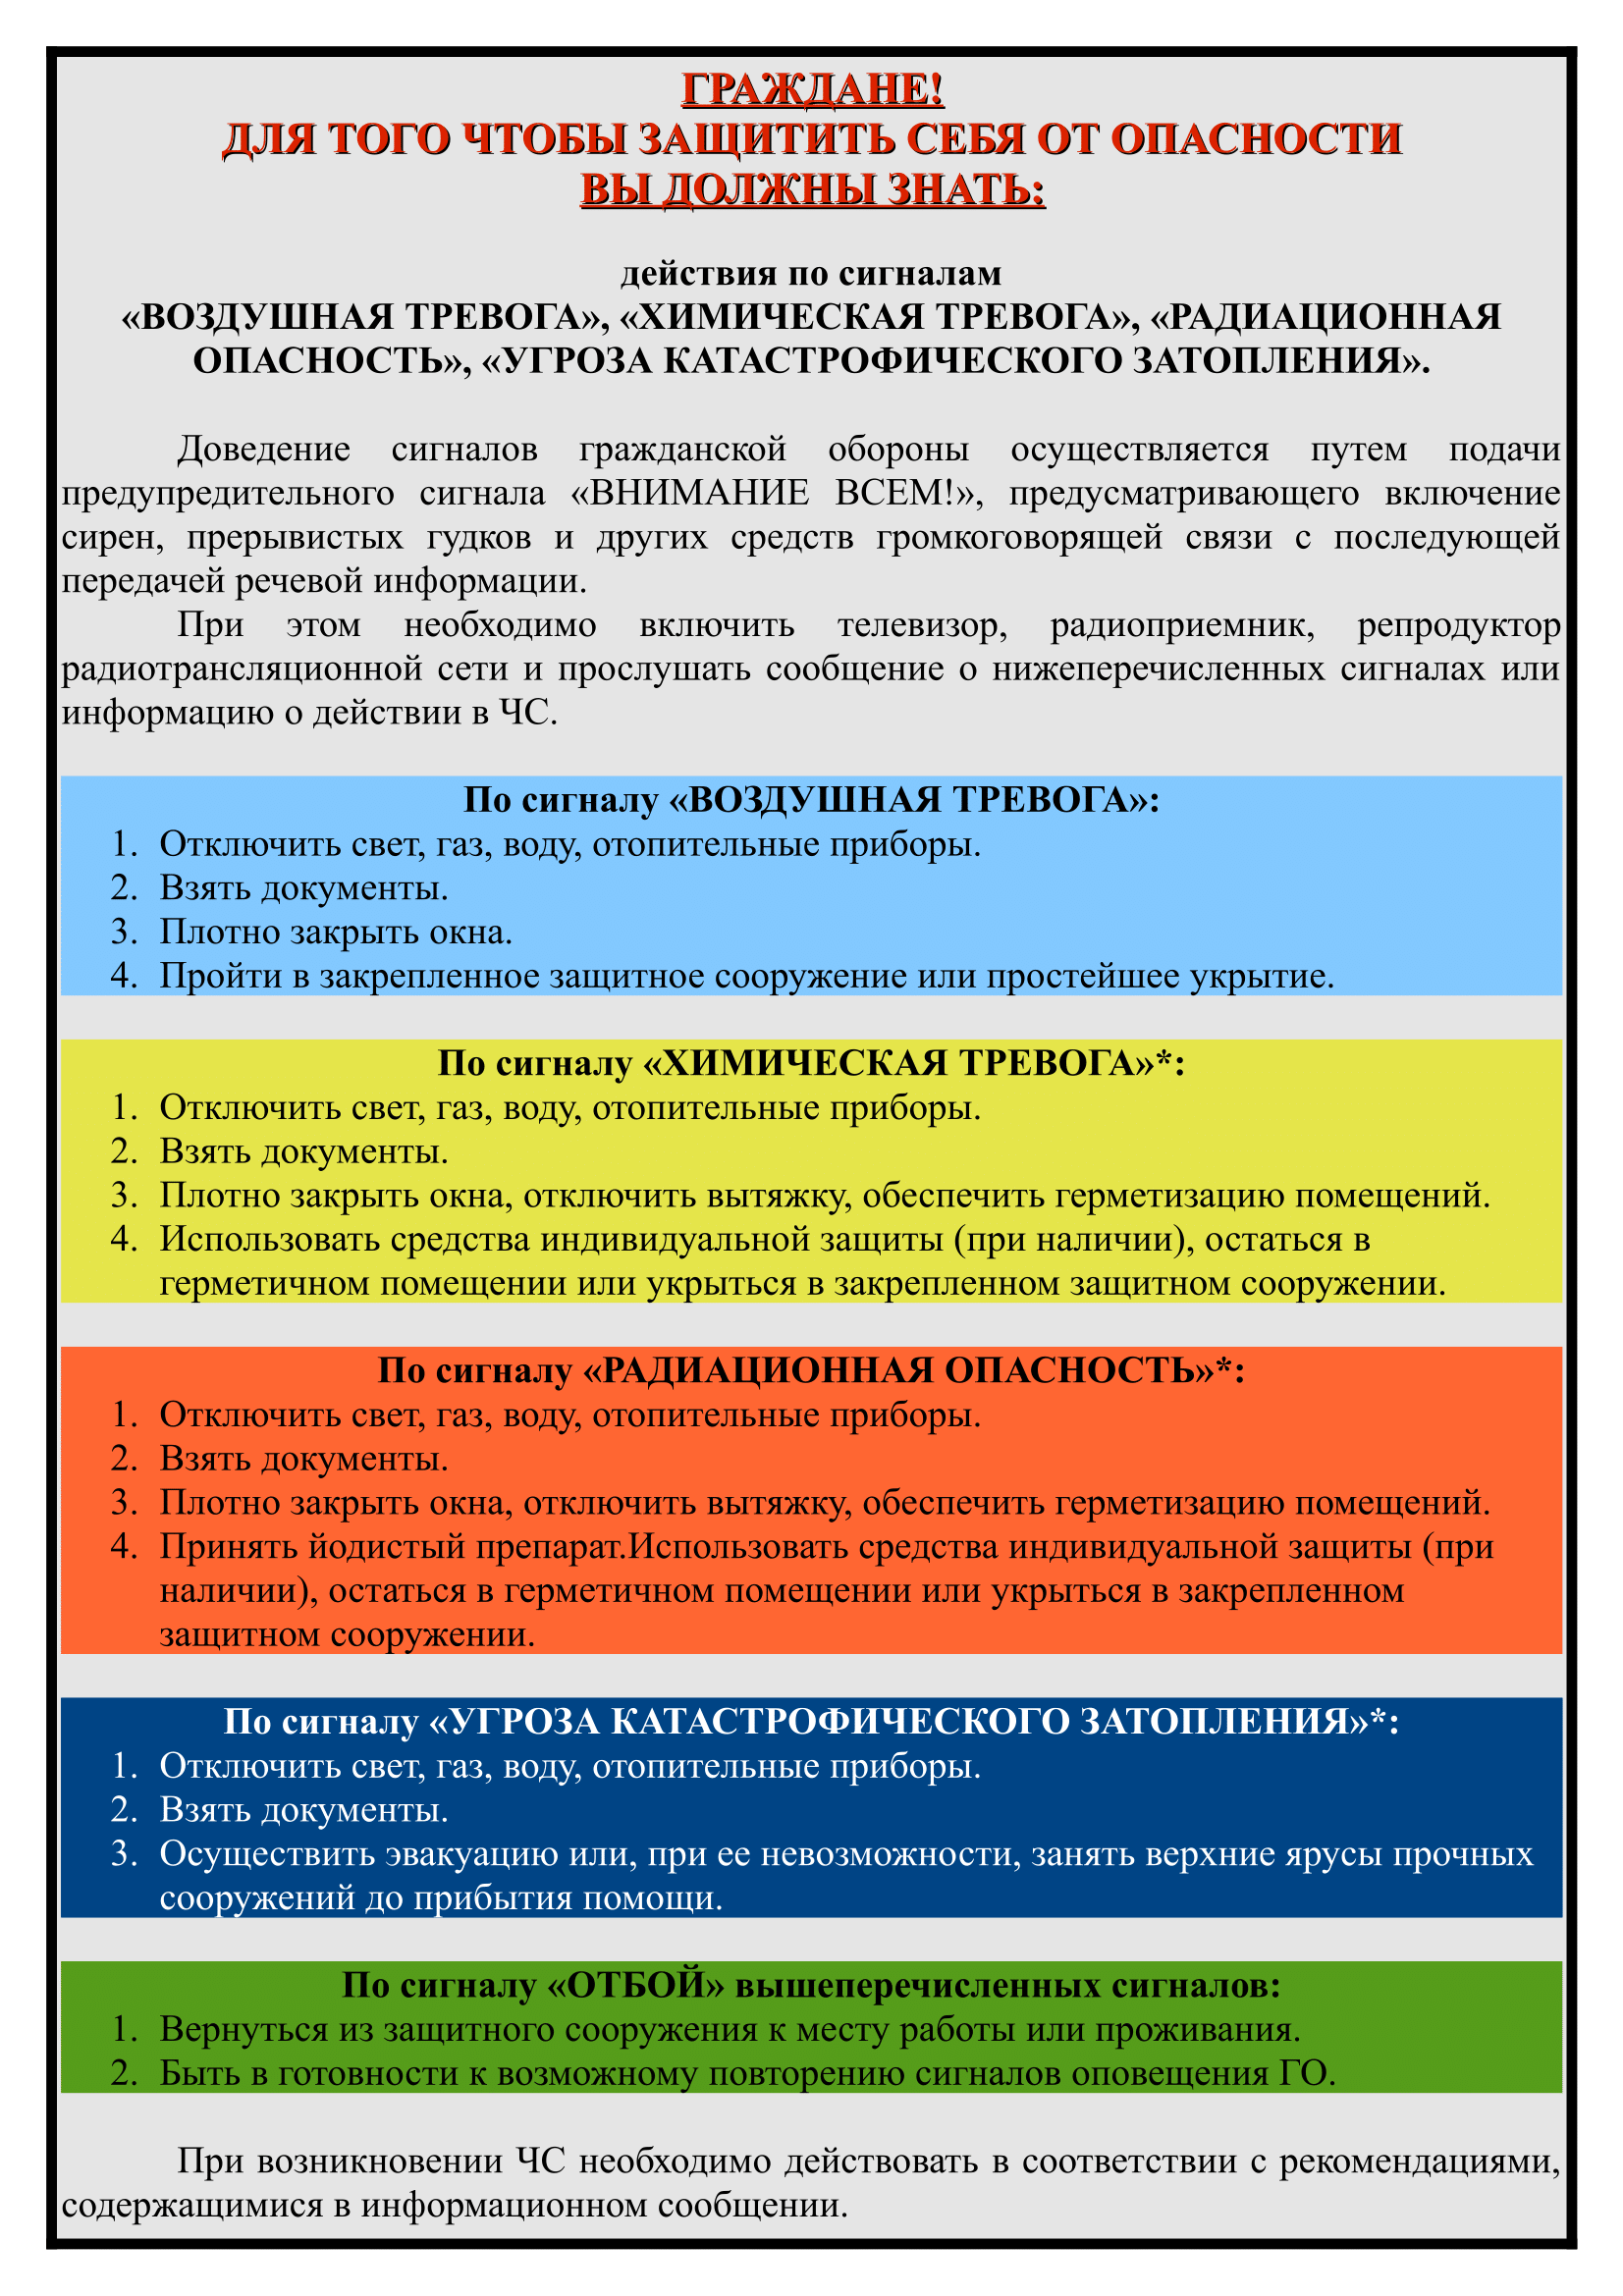 ГРАЖДАНЕ!
ДЛЯ ТОГО ЧТОБЫ ЗАЩИТИТЬ СЕБЯ ОТ ОПАСНОСТИ
ВЫ ДОЛЖНЫ ЗНАТЬ:
действия по сигналам
«ВОЗДУШНАЯ ТРЕВОГА», «ХИМИЧЕСКАЯ ТРЕВОГА», «РАДИАЦИОННАЯ
ОПАСНОСТЬ», «УГРОЗА КАТАСТРОФИЧЕСКОГО ЗАТОПЛЕНИЯ».
Доведение сигналов гражданской обороны осуществляется путем подачи
предупредительного сигнала «ВНИМАНИЕ ВСЕМ!», предусматривающего включение
сирен, прерывистых гудков и других средств громкоговорящей связи с последующей
передачей речевой информации.
При этом необходимо включить телевизор, радиоприемник, репродуктор
радиотрансляционной сети и прослушать сообщение о нижеперечисленных сигналах или
информацию о действии в ЧС.
По сигналу «ВОЗДУШНАЯ ТРЕВОГА»:
1. Отключить свет, газ, воду, отопительные приборы.
2. Взять документы.
3. Плотно закрыть окна.
4. Пройти в закрепленное защитное сооружение или простейшее укрытие.
По сигналу «ХИМИЧЕСКАЯ ТРЕВОГА»*:
1. Отключить свет, газ, воду, отопительные приборы.
2. Взять документы.
3. Плотно закрыть окна, отключить вытяжку, обеспечить герметизацию помещений.
4. Использовать средства индивидуальной защиты (при наличии), остаться в
герметичном помещении или укрыться в закрепленном защитном сооружении.
По сигналу «РАДИАЦИОННАЯ ОПАСНОСТЬ»*:
1. Отключить свет, газ, воду, отопительные приборы.
2. Взять документы.
3. Плотно закрыть окна, отключить вытяжку, обеспечить герметизацию помещений.
4. Принять йодистый препарат.Использовать средства индивидуальной защиты (при
наличии), остаться в герметичном помещении или укрыться в закрепленном
защитном сооружении.
По сигналу «УГРОЗА КАТАСТРОФИЧЕСКОГО ЗАТОПЛЕНИЯ»*:
1. Отключить свет, газ, воду, отопительные приборы.
2. Взять документы.
3. Осуществить эвакуацию или, при ее невозможности, занять верхние ярусы прочных
сооружений до прибытия помощи.
По сигналу «ОТБОЙ» вышеперечисленных сигналов:
1. Вернуться из защитного сооружения к месту работы или проживания.
2. Быть в готовности к возможному повторению сигналов оповещения ГО.
При возникновении ЧС необходимо действовать в соответствии с рекомендациями,
содержащимися в информационном сообщении.